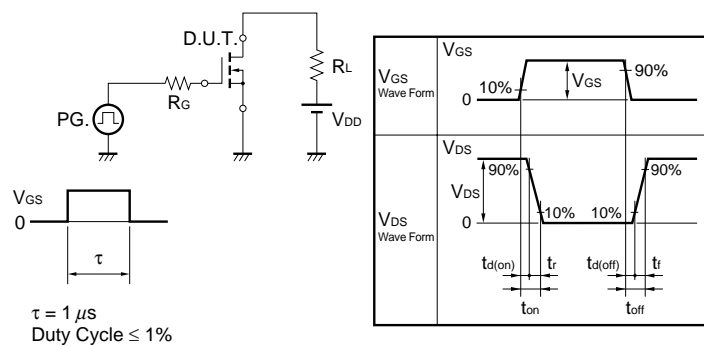 D.U.T.
RL
RG
PG.
VDD
VGS
0
τ
τ = 1 μs
Duty Cycle ≤ 1%
VGS
VGS
Wave Form
10%
VGS
90%
0
VDS
90%
90%
VDS
VDS
Wave Form
10%
10%
0
td(on)
tr
td(off)
tf
ton
toff